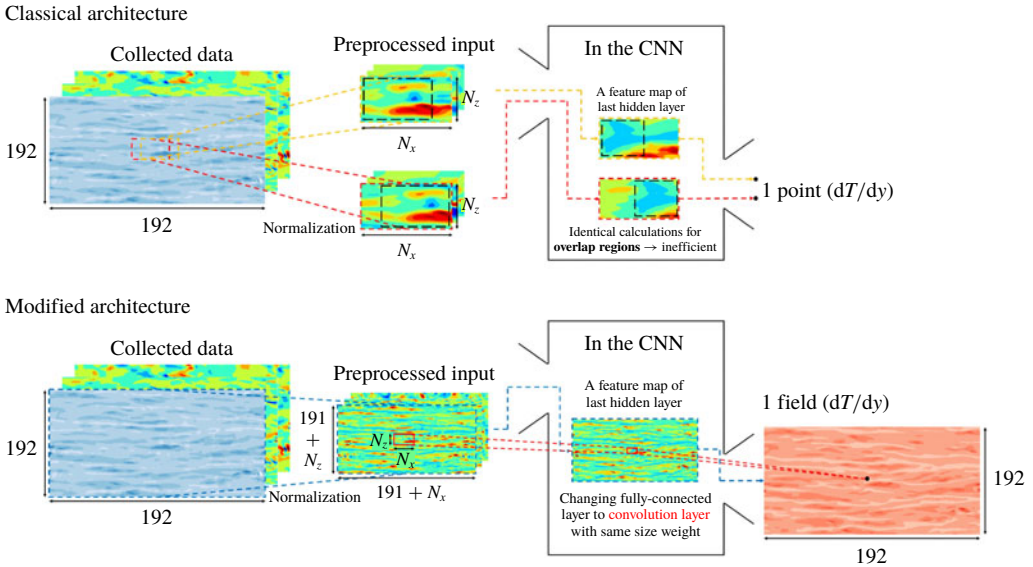 Classical architecture
Collected data
Preprocessed input
In the CNN
192
192
N_z
N_x
N_z
Normalization
N_x
A feature map of
last hidden layer
1 point (dT/dy)
Identical calculations for
overlap regions → inefficient
Modified architecture
Collected data
Preprocessed input
In the CNN
192
192
191
+
N_z
N_z
N_x
Normalization
191 + N_x
A feature map of
last hidden layer
Changing fully-connected
layer to convolution layer
with same size weight
1 field (dT/dy)
192
192